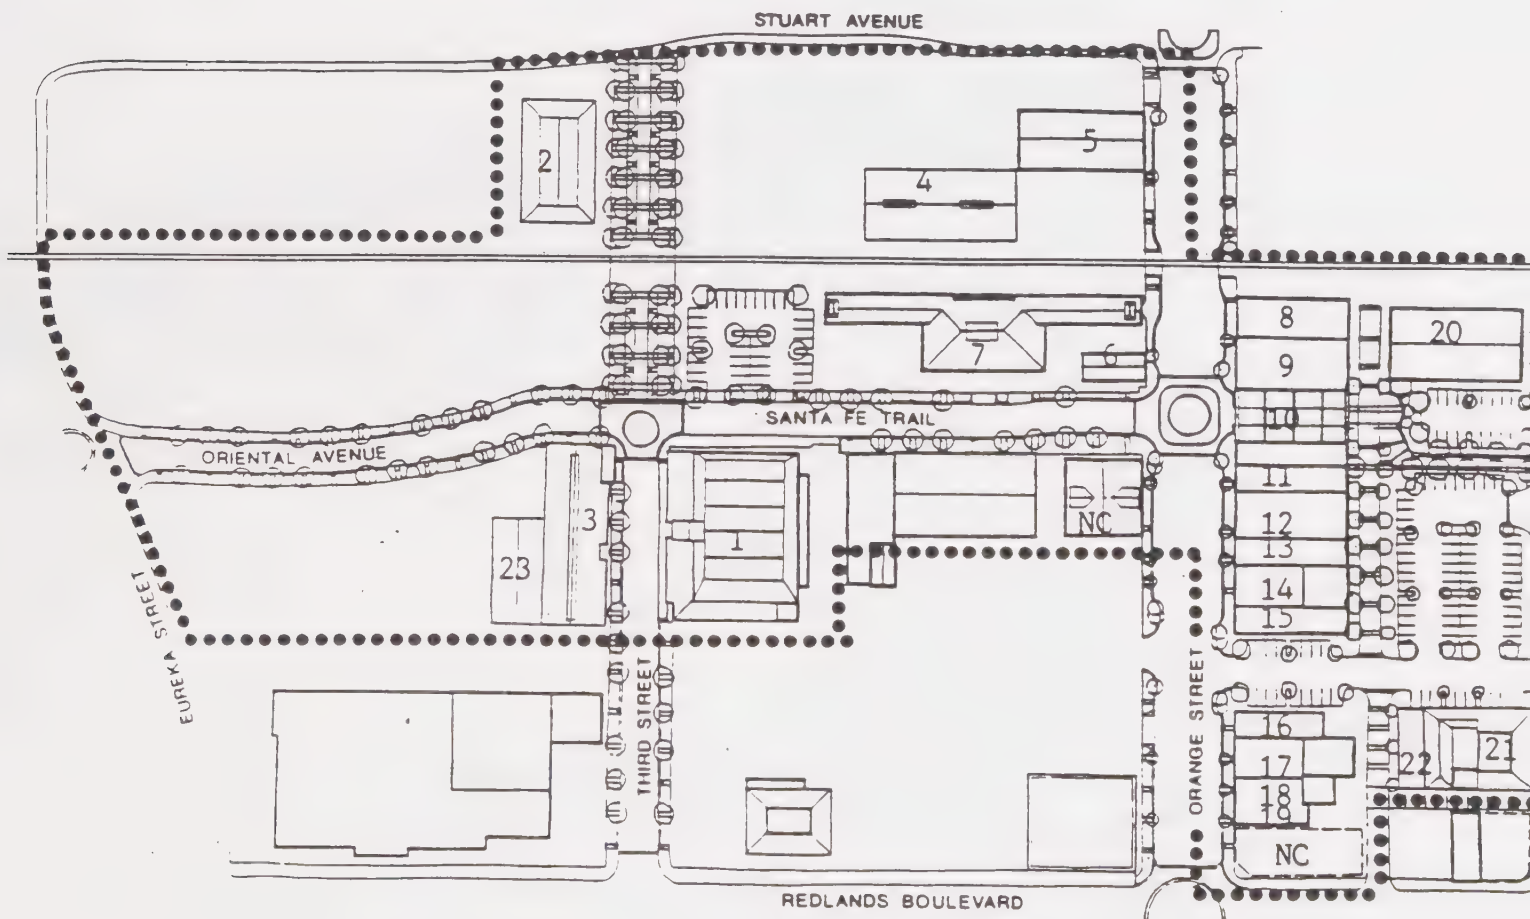 STUART AVENUE
2
5
4
8
20
9
7
6
10
SANTA FE TRAIL
ORIENTAL AVENUE
11
3
NC
12
1
13
23
14
15
EUREKA STREET
THIRD STREET
ORANGE STREET
16
17
22
21
18
19
NC
REDLANDS BOULEVARD